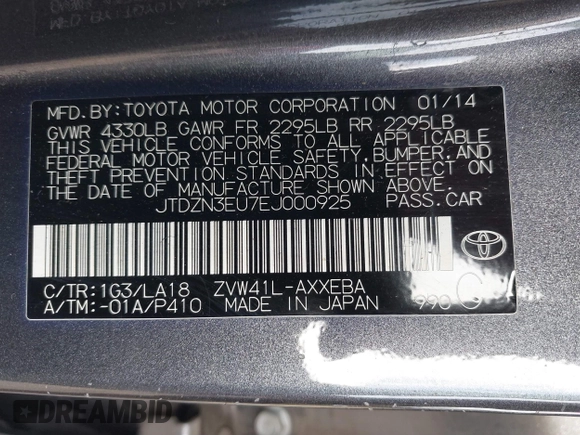 MFD.BY:TOYOTA MOTOR CORPORATION 01/14
GVWR 4330LB GAWR FR 2295LB RR 2295LB
THIS VEHICLE CONFORMS TO ALL APPLICABLE
FEDERAL MOTOR VEHICLE SAFETY,BUMPER,AND
THEFT PREVENTION STANDARDS IN EFFECT ON
THE DATE OF MANUFACTURE SHOWN ABOVE.
JTDZN3EU7EJ000925 PASS.CAR
C/TR:1G3/LA18 ZVW41L-AXXEBA
A/TM:-01A/P410 MADE IN JAPAN 990 G
DREAMBID